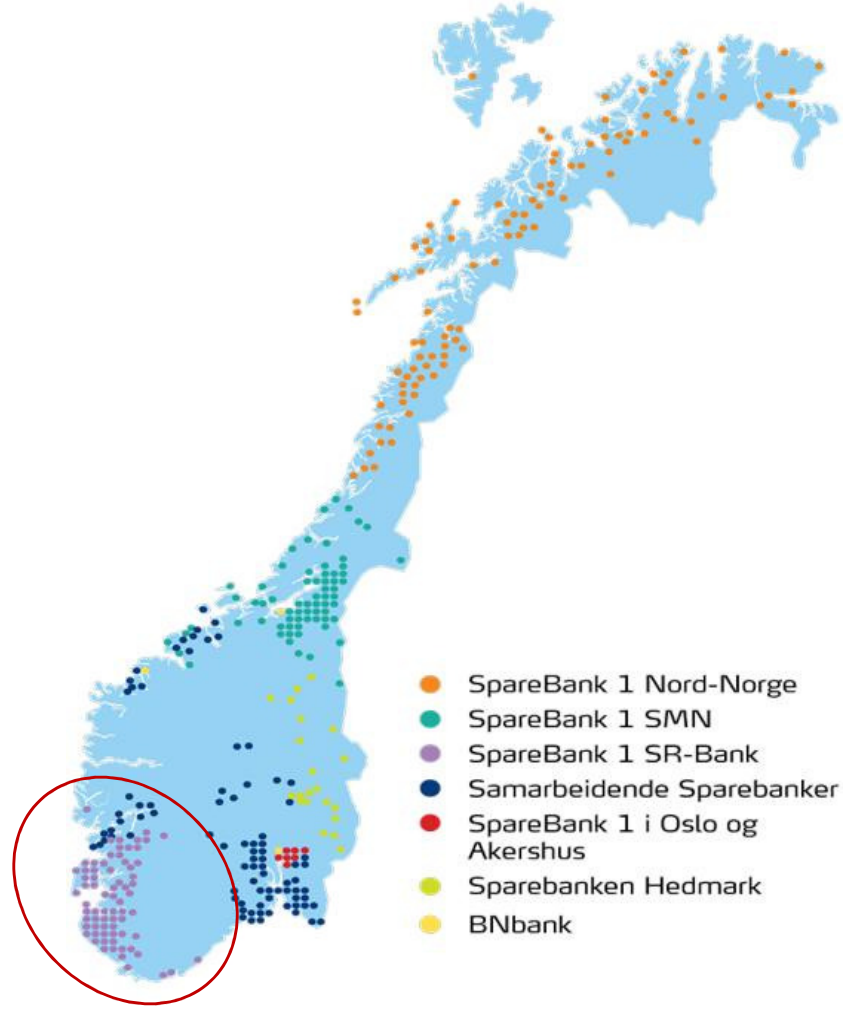 SpareBank 1 Nord-Norge
SpareBank 1 SMN
SpareBank 1 SR-Bank
Samarbeidende Sparebanker
SpareBank 1 i Oslo og
Akershus
Sparebanken Hedmark
BNbank